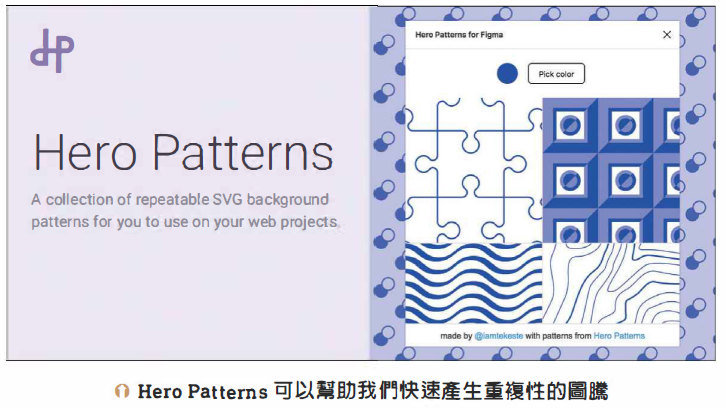 Hero Patterns
A collection of repeatable SVG background
patterns for you to use on your web projects.
Hero Patterns for Figma
Pick color
made by @iamtekeste with patterns from Hero Patterns
Hero Patterns 可以幫助我們快速產生重複性的圖騰